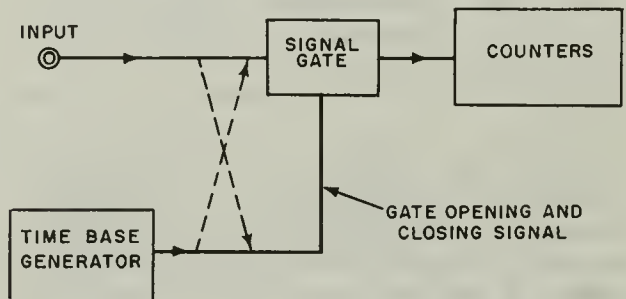 INPUT
SIGNAL
GATE
COUNTERS
GATE OPENING AND
CLOSING SIGNAL
TIME BASE
GENERATOR